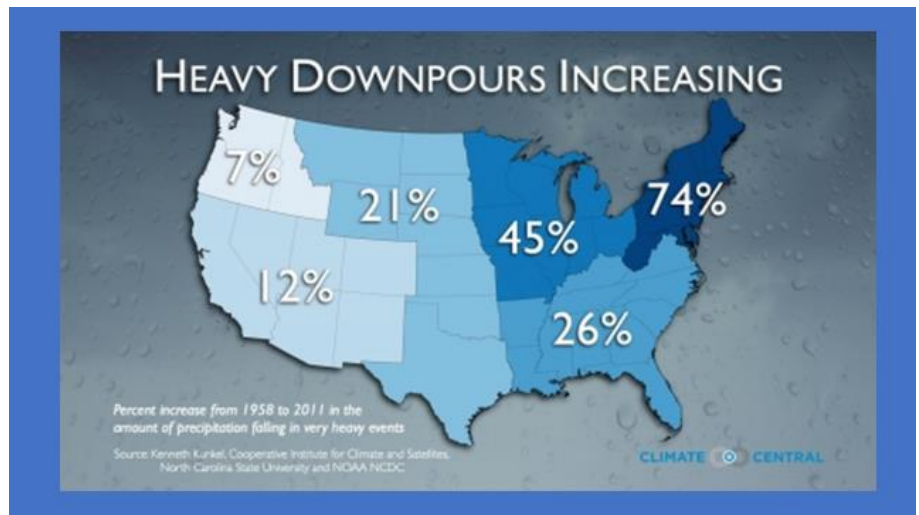 HEAVY DOWNPOURS INCREASING
7%
21%
74%
45%
12%
26%
Percent increase from 1958 to 2011 in the
amount of precipitation falling in very heavy events
Source: Kenneth Kunkel, Cooperative Institute for Climate and Satellites,
North Carolina State University and NOAA NCDC
CLIMATE CENTRAL